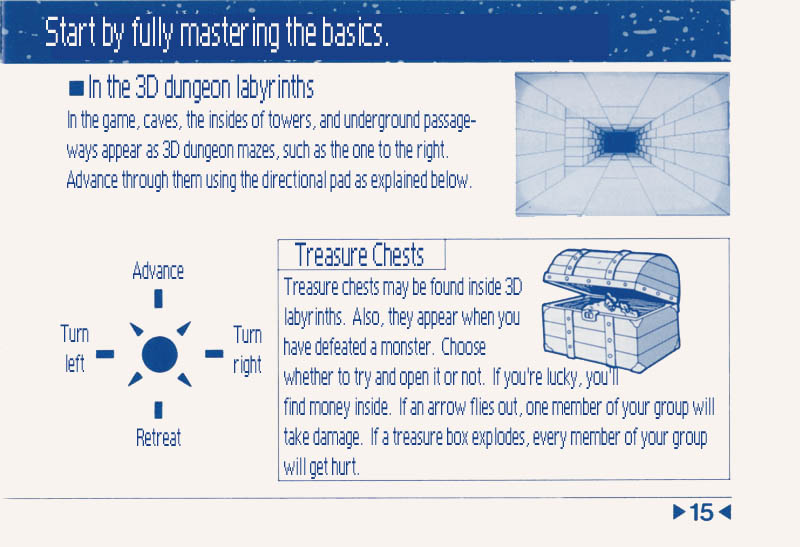 Start by fully mastering the basics.
■ In the 3D dungeon labyrinths
In the game, caves, the insides of towers, and underground passage-
ways appear as 3D dungeon mazes, such as the one to the right.
Advance through them using the directional pad as explained below.
Advance
Turn
left
Turn
right
Retreat
Treasure Chests
Treasure chests may be found inside 3D
labyrinths. Also, they appear when you
have defeated a monster. Choose
whether to try and open it or not. If you're lucky, you'll
find money inside. If an arrow flies out, one member of your group will
take damage. If a treasure box explodes, every member of your group
will get hurt.
▶15◀